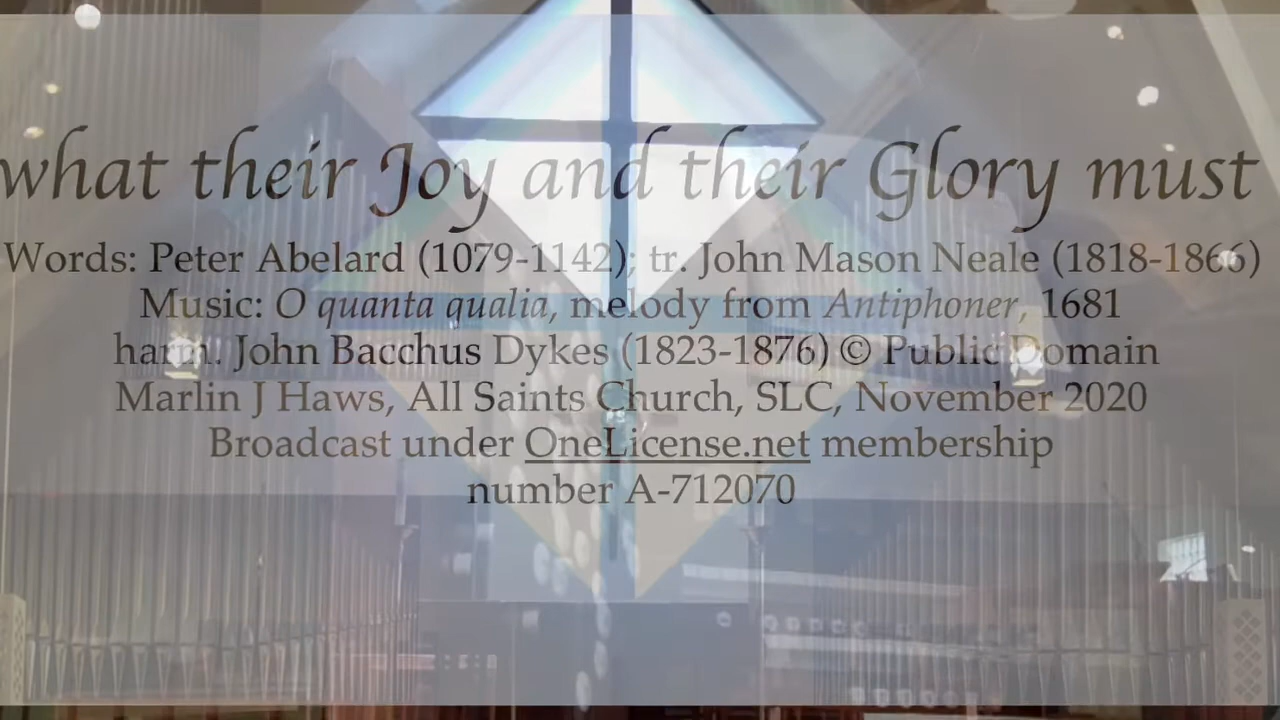 what their Joy and their Glory must
Words: Peter Abelard (1079-1142); tr. John Mason Neale (1818-1866)
Music: O quanta qualia, melody from Antiphoner, 1681
harm. John Bacchus Dykes (1823-1876) © Public Domain
Marlin J Haws, All Saints Church, SLC, November 2020
Broadcast under OneLicense.net membership
number A-712070